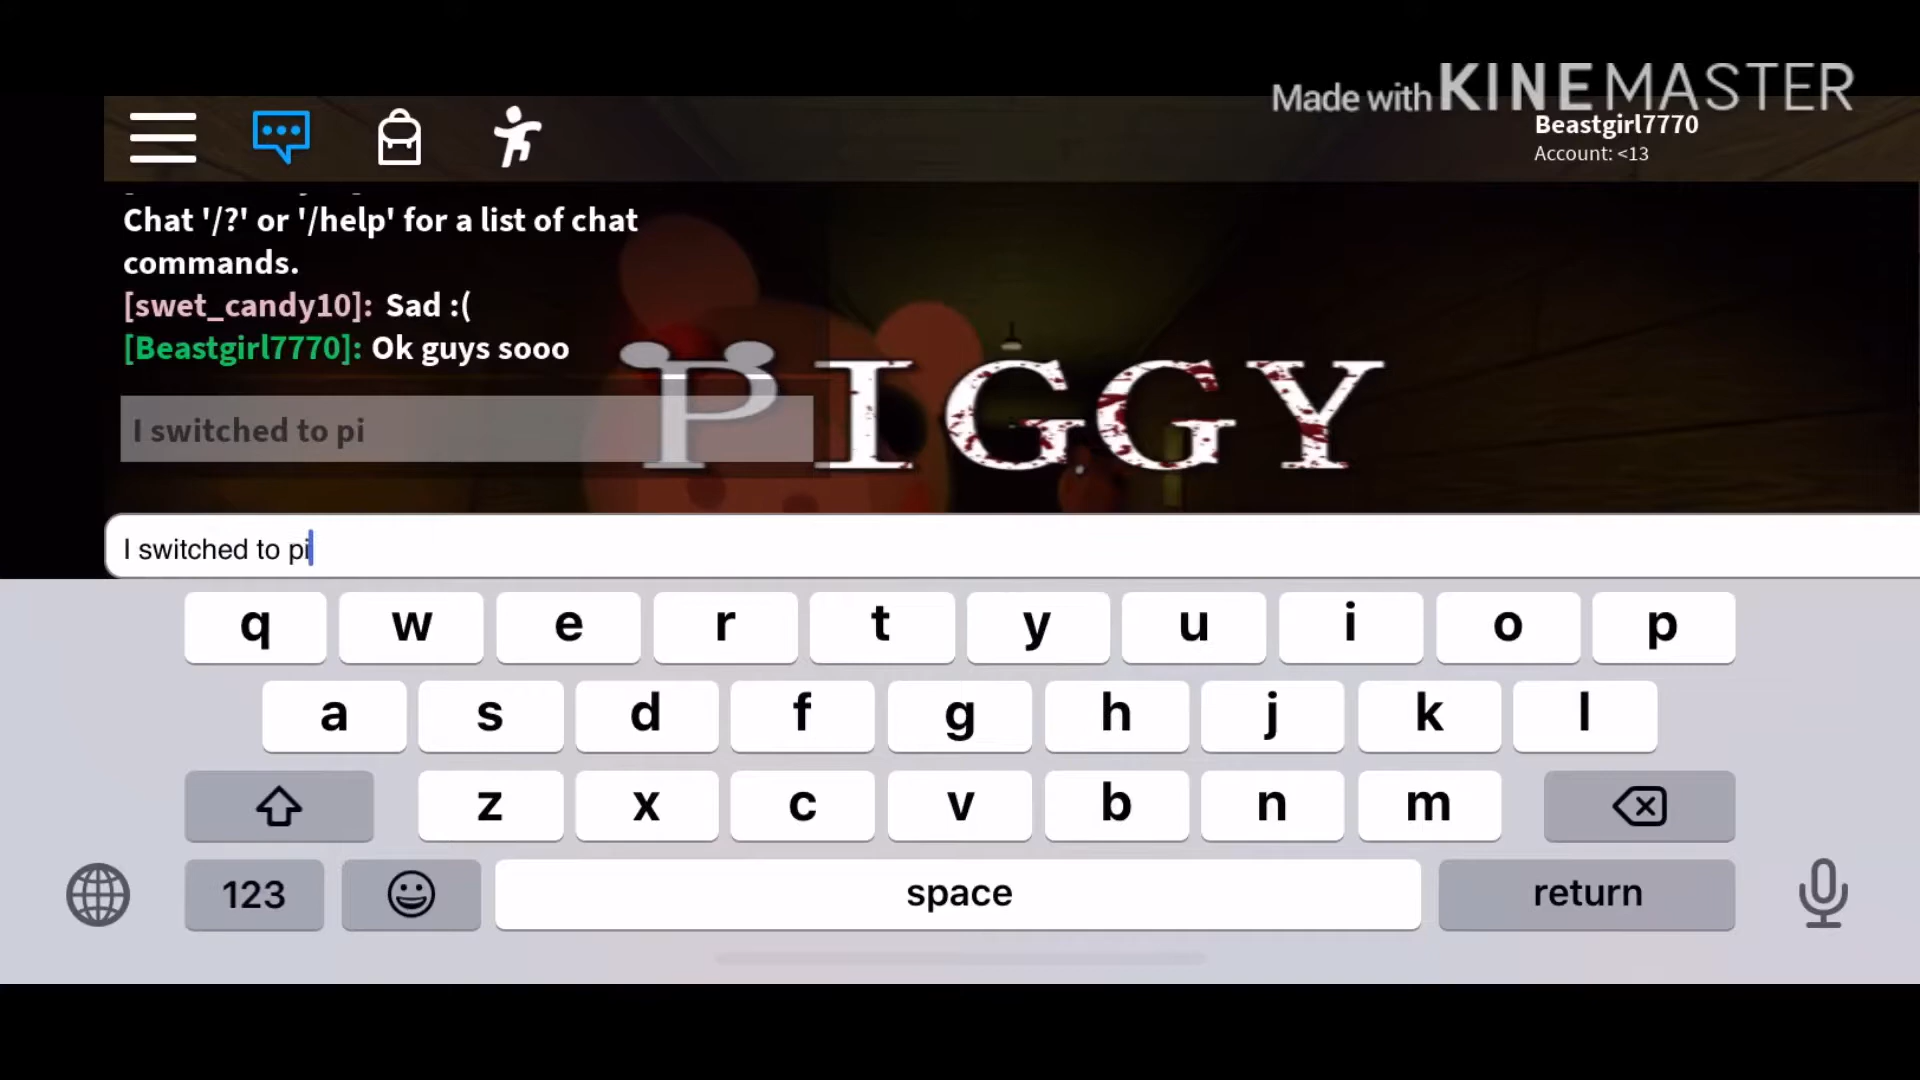 Made with KINEMASTER
Beastgirl7770
Account: <13
Chat '/?' or '/help' for a list of chat
commands.
[swet_candy10]: Sad :(
[Beastgirl7770]: Ok guys sooo
PIGGY
I switched to pi
I switched to pi
q w e r t y u i o p
a s d f g h j k l
z x c v b n m
123 space return